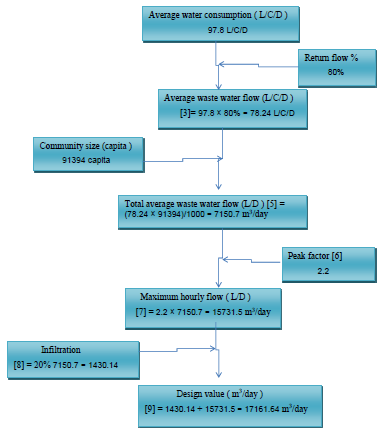 Average water consumption ( L/C/D )
97.8 L/C/D
Return flow %
80%
Average waste water flow (L/C/D )
[3]= 97.8 × 80% = 78.24 L/C/D
Community size (capita )
91394 capita
Total average waste water flow (L/D ) [5] =
(78.24 × 91394)/1000 = 7150.7 m³/day
Peak factor [6]
2.2
Maximum hourly flow ( L/D )
[7] = 2.2 × 7150.7 = 15731.5 m³/day
Infiltration
[8] = 20% 7150.7 = 1430.14
Design value ( m³/day )
[9] = 1430.14 + 15731.5 = 17161.64 m³/day